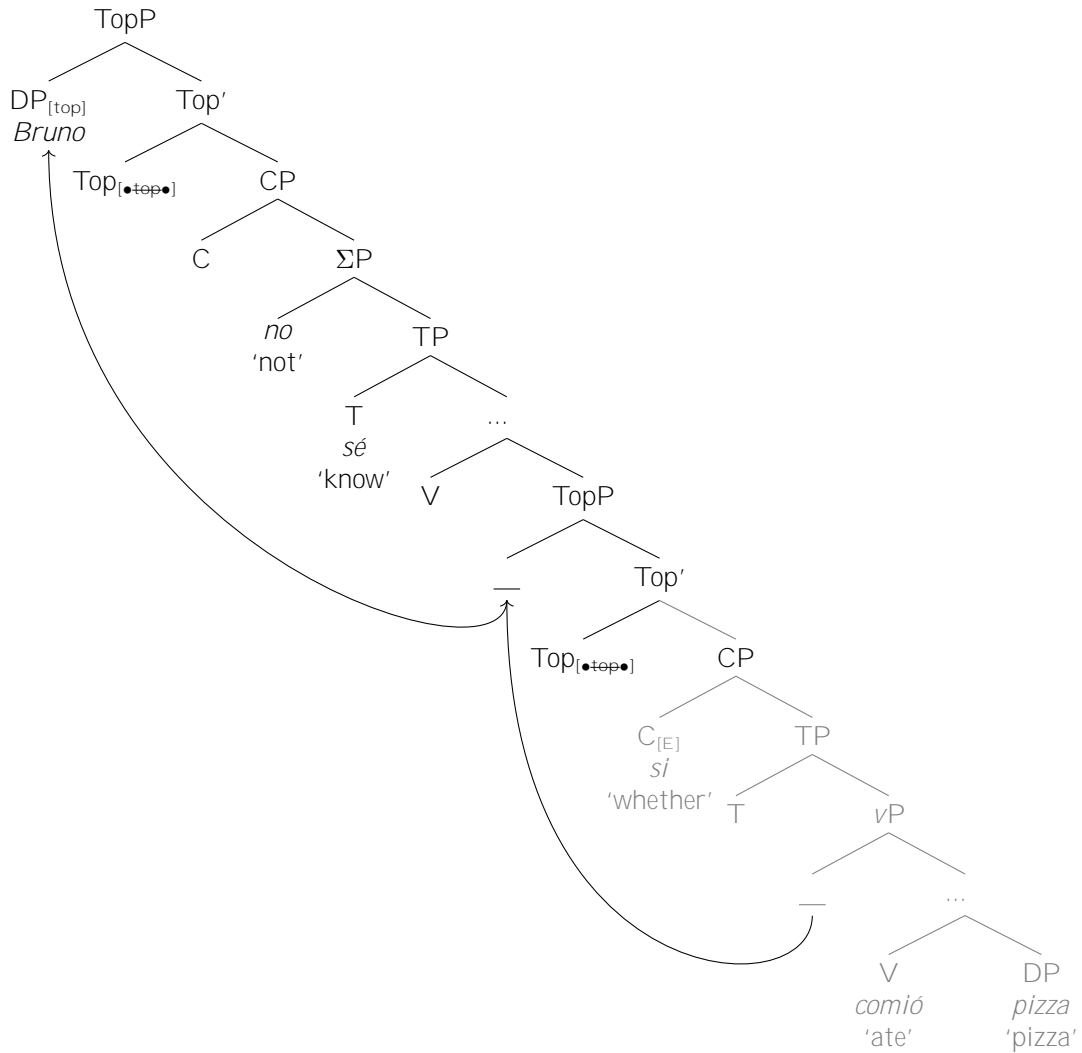 TopP
DP[top] Top'
Bruno
Top[•top•] CP
C ΣP
no TP
'not'
T ...
sé
'know' V TopP
— Top'
Top[•top•] CP
C[E] TP
si
'whether' T vP
— ...
V DP
comió pizza
'ate' 'pizza'